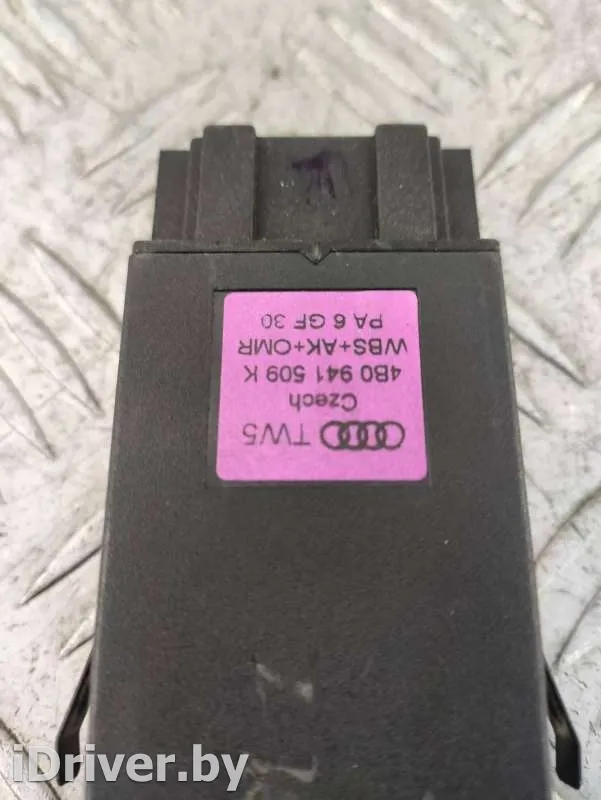 TW5
Czech
4B0 941 509 K
WBS+AK+OMR
PA 6 GF 30
iDriver.by